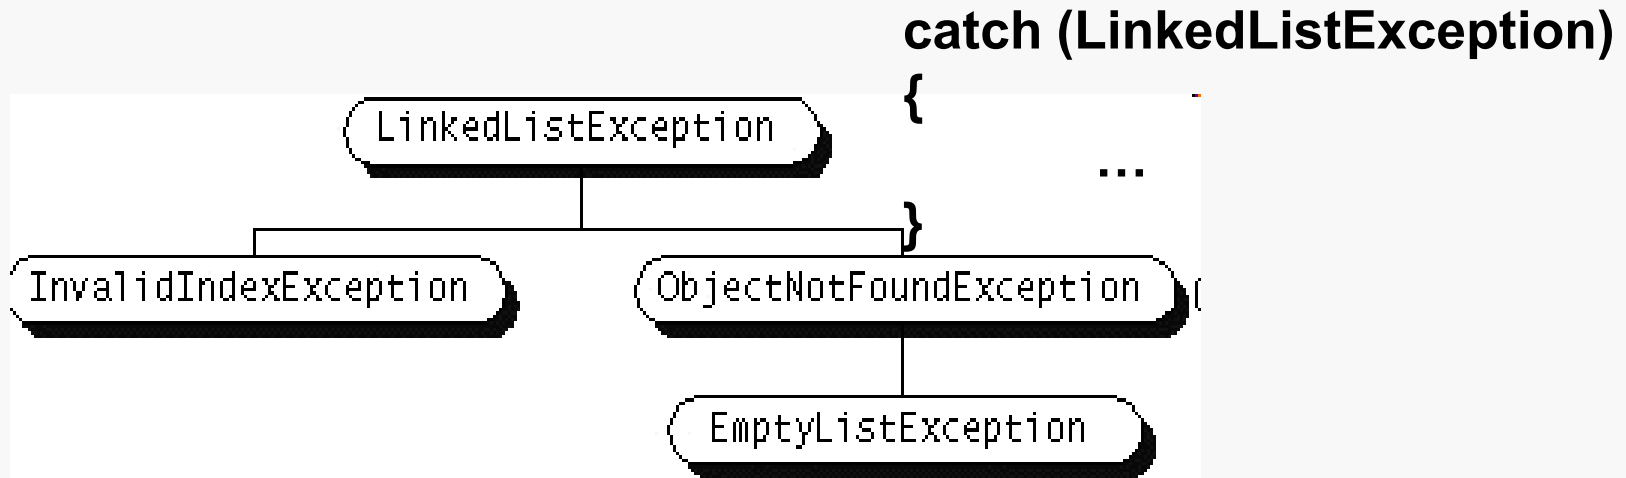 catch (LinkedListException)
{
...
}
LinkedListException
InvalidIndexException
ObjectNotFoundException
EmptyListException